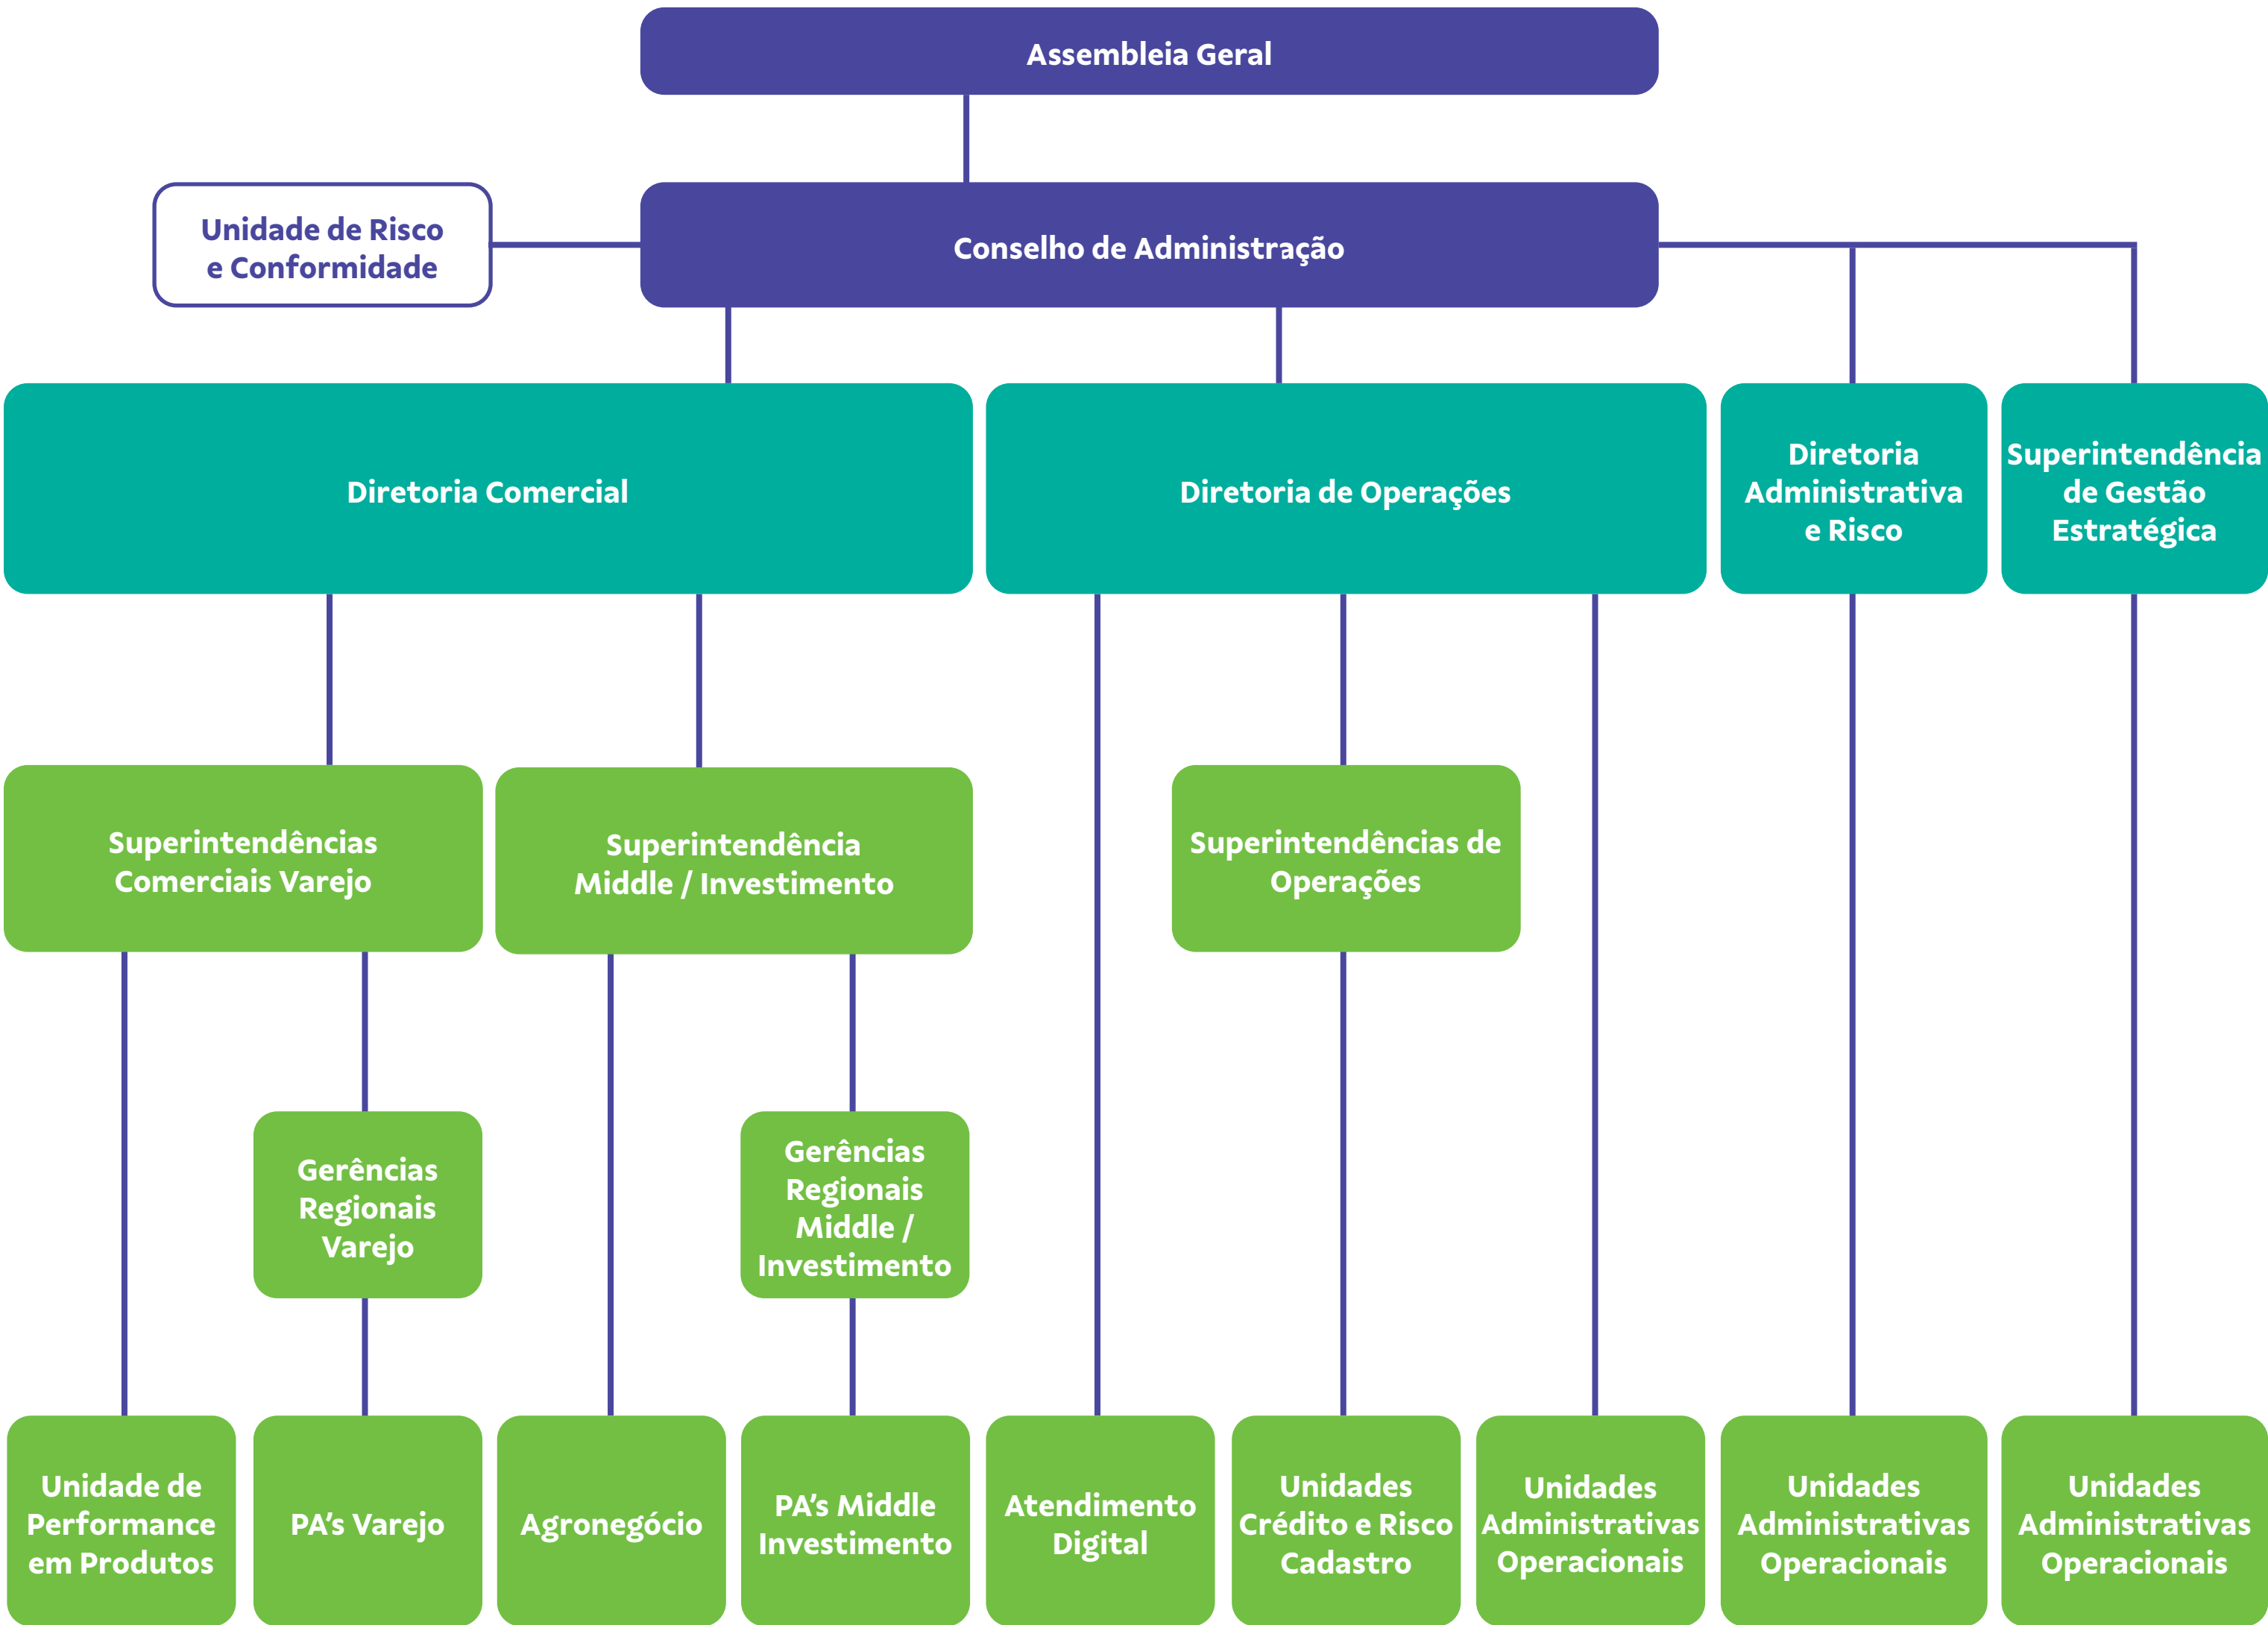 Assembleia Geral
Unidade de Risco
e Conformidade
Conselho de Administração
Diretoria Comercial
Diretoria de Operações
Diretoria
Administrativa
e Risco
Superintendência
de Gestão
Estratégica
Superintendências
Comerciais Varejo
Superintendência
Middle / Investimento
Superintendências de
Operações
Gerências
Regionais
Varejo
Gerências
Regionais
Middle /
Investimento
Unidade de
Performance
em Produtos
PA’s Varejo
Agronegócio
PA’s Middle
Investimento
Atendimento
Digital
Unidades
Crédito e Risco
Cadastro
Unidades
Administrativas
Operacionais
Unidades
Administrativas
Operacionais
Unidades
Administrativas
Operacionais